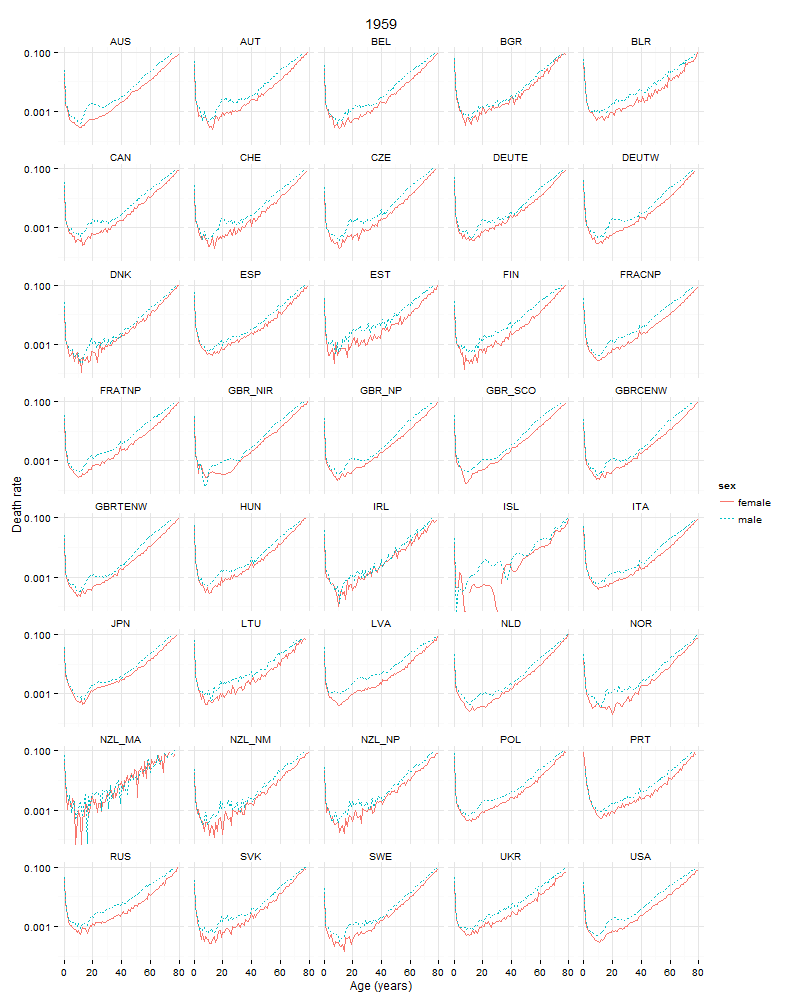 1959
AUS AUT BEL BGR BLR
0.100
0.001
CAN CHE CZE DEUTE DEUTW
0.100
0.001
DNK ESP EST FIN FRACNP
0.100
0.001
FRATNP GBR_NIR GBR_NP GBR_SCO GBRCENW
0.100
0.001
GBRTENW HUN IRL ISL ITA
0.100
0.001
JPN LTU LVA NLD NOR
0.100
0.001
NZL_MA NZL_NM NZL_NP POL PRT
0.100
0.001
RUS SVK SWE UKR USA
0.100
0.001
0 20 40 60 80 0 20 40 60 80 0 20 40 60 80 0 20 40 60 80 0 20 40 60 80
Age (years)
Death rate
sex
female
male